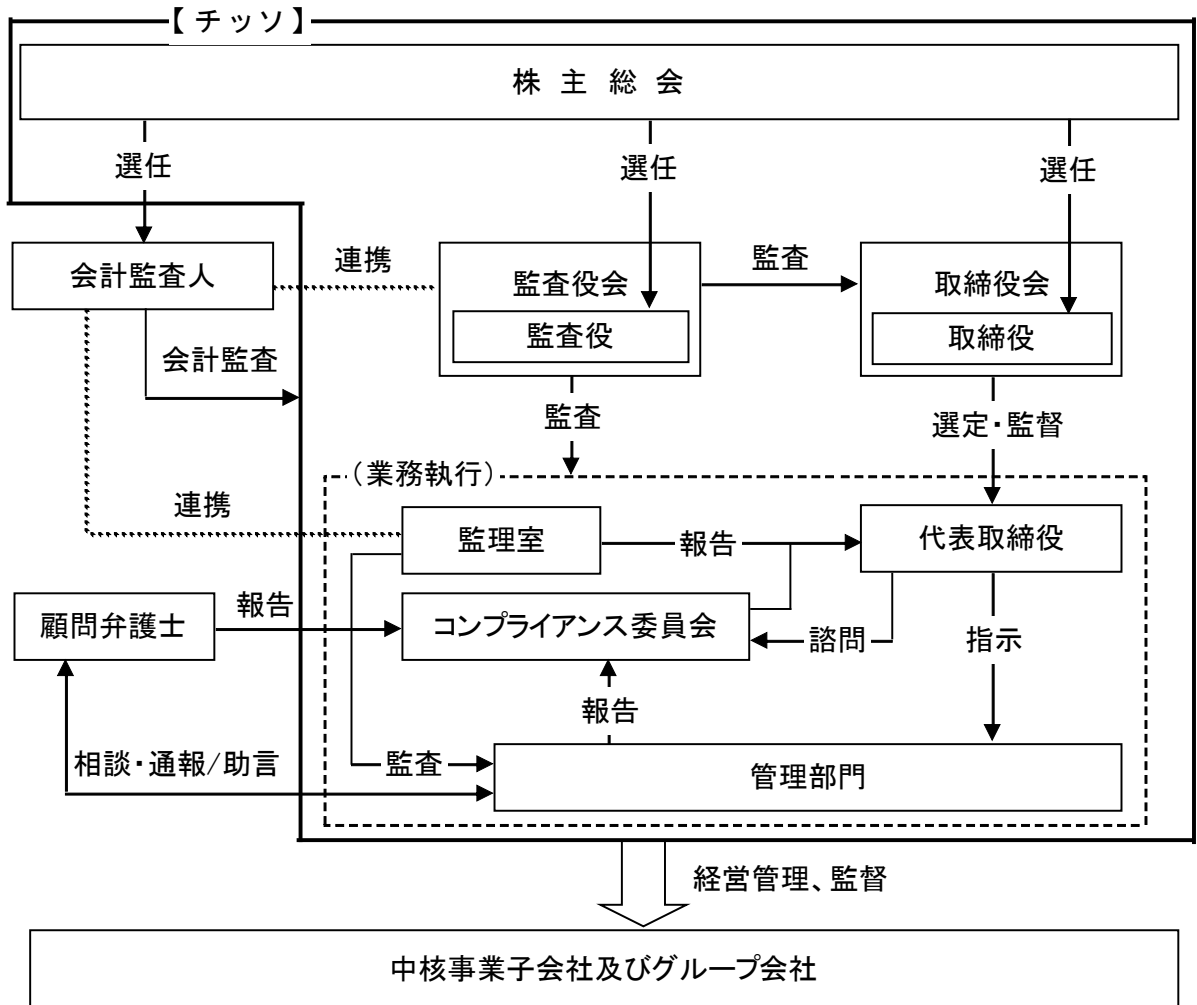 【チッソ】
株主総会
選任
選任
選任
会計監査人
連携
監査役会
監査
取締役会
監査役
取締役
会計監査
監査
選定・監督
(業務執行)
連携
監理室
報告
代表取締役
顧問弁護士
報告
コンプライアンス委員会
諮問
指示
報告
相談・通報/助言
監査
管理部門
経営管理、監督
中核事業子会社及びグループ会社